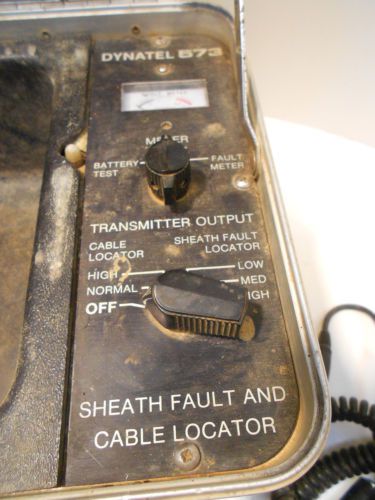 DYNATEL 573
METER
BATTERY TEST
FAULT METER
TRANSMITTER OUTPUT
CABLE LOCATOR
SHEATH FAULT LOCATOR
HIGH
LOW
NORMAL
MED
OFF
SHEATH FAULT AND
CABLE LOCATOR